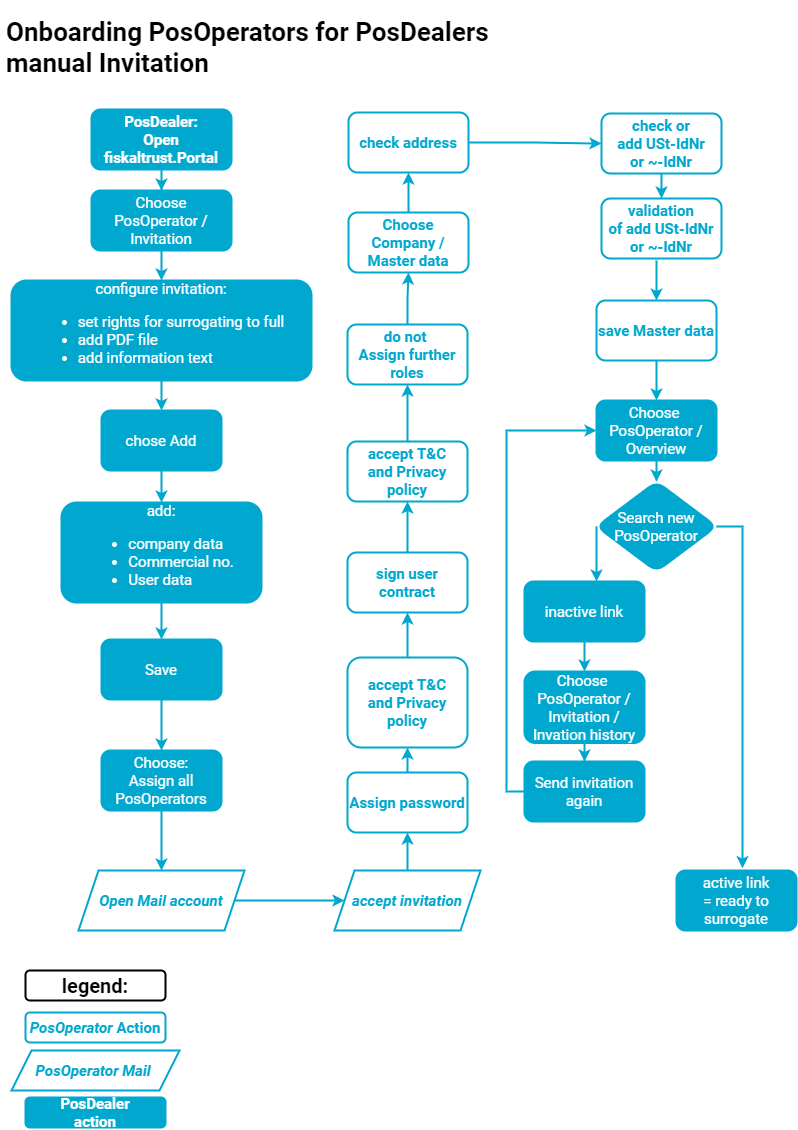 Onboarding PosOperators for PosDealers
manual Invitation
PosDealer:
Open
fiskaltrust.Portal
Choose
PosOperator /
Invitation
configure invitation:
• set rights for surrogating to full
• add PDF file
• add information text
chose Add
add:
• company data
• Commercial no.
• User data
Save
Choose:
Assign all
PosOperators
Open Mail account
accept invitation
Assign password
accept T&C
and Privacy
policy
sign user
contract
accept T&C
and Privacy
policy
do not
Assign further
roles
Choose
Company /
Master data
check address
check or
add USt-IdNr
or ~-IdNr
validation
of add USt-IdNr
or ~-IdNr
save Master data
Choose
PosOperator /
Overview
Search new
PosOperator
inactive link
Choose
PosOperator /
Invitation /
Invation history
Send invitation
again
active link
= ready to
surrogate
legend:
PosOperator Action
PosOperator Mail
PosDealer
action